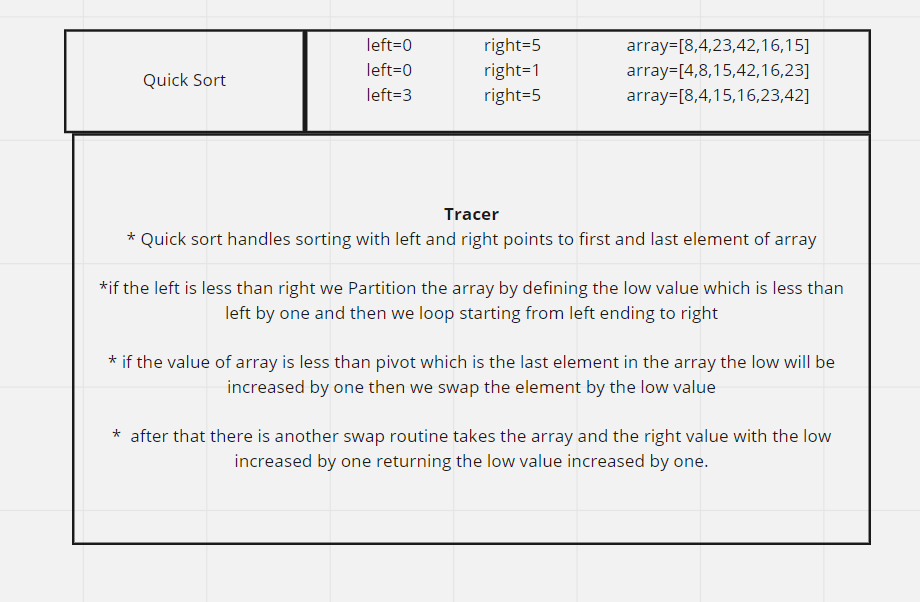 Quick Sort
left=0 right=5 array=[8,4,23,42,16,15]
left=0 right=1 array=[4,8,15,42,16,23]
left=3 right=5 array=[8,4,15,16,23,42]
Tracer
* Quick sort handles sorting with left and right points to first and last element of array
*if the left is less than right we Partition the array by defining the low value which is less than
left by one and then we loop starting from left ending to right
* if the value of array is less than pivot which is the last element in the array the low will be
increased by one then we swap the element by the low value
* after that there is another swap routine takes the array and the right value with the low
increased by one returning the low value increased by one.